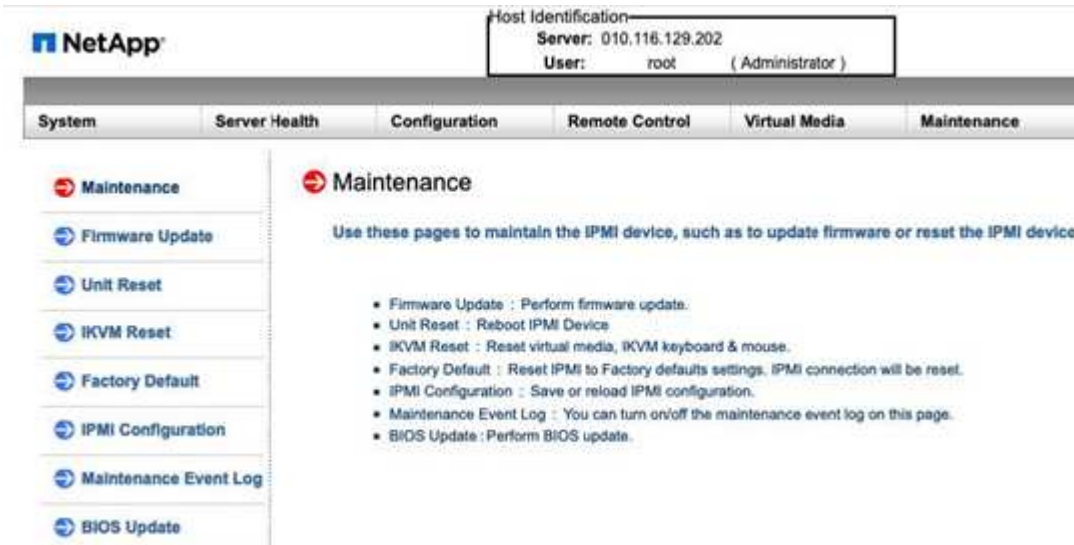 NetApp
Host Identification
Server: 010.116.129.202
User: root ( Administrator )
System Server Health Configuration Remote Control Virtual Media Maintenance
Maintenance
Firmware Update
Unit Reset
IKVM Reset
Factory Default
IPMI Configuration
Maintenance Event Log
BIOS Update
Maintenance
Use these pages to maintain the IPMI device, such as to update firmware or reset the IPMI device
Firmware Update : Perform firmware update.
Unit Reset : Reboot IPMI Device
IKVM Reset : Reset virtual media, IKVM keyboard & mouse.
Factory Default : Reset IPMI to Factory defaults settings. IPMI connection will be reset.
IPMI Configuration : Save or reload IPMI configuration.
Maintenance Event Log : You can turn on/off the maintenance event log on this page.
BIOS Update : Perform BIOS update.